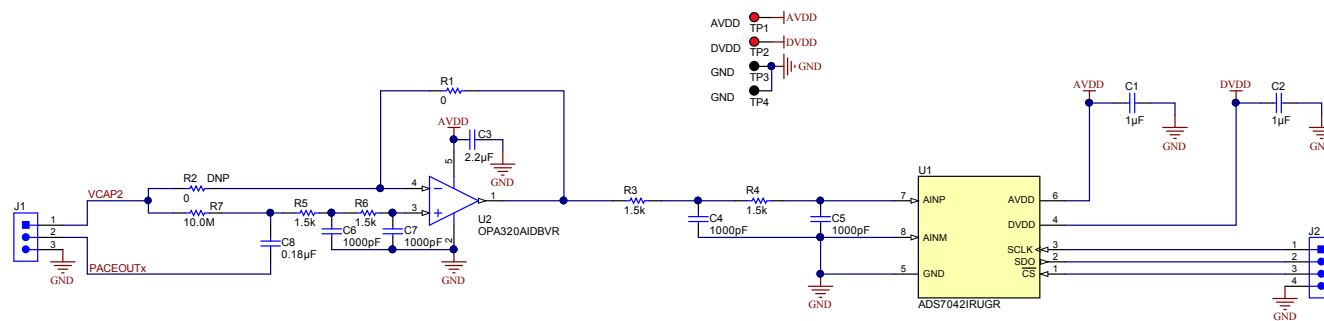 AVDD TP1 AVDD
DVDD TP2 DVDD
GND TP3 GND
GND TP4
R1
0
AVDD
C3
2.2µF
GND
5
R2 DNP
0
4
VCAP2
R7
10.0M
R5
1.5k
R6
1.5k
3
1
2
U2
OPA320AIDBVR
J1
1
2
3
GND
PACEOUTx
C8
0.18µF
C6
1000pF
C7
1000pF
GND
R3
1.5k
R4
1.5k
C4
1000pF
C5
1000pF
GND
U1
7 AINP
8 AINM
5 GND
AVDD 6
DVDD 4
SCLK 3
SDO 2
CS 1
ADS7042IRUGR
AVDD
C1
1µF
GND
DVDD
C2
1µF
GND
J2
1
2
3
4
GND